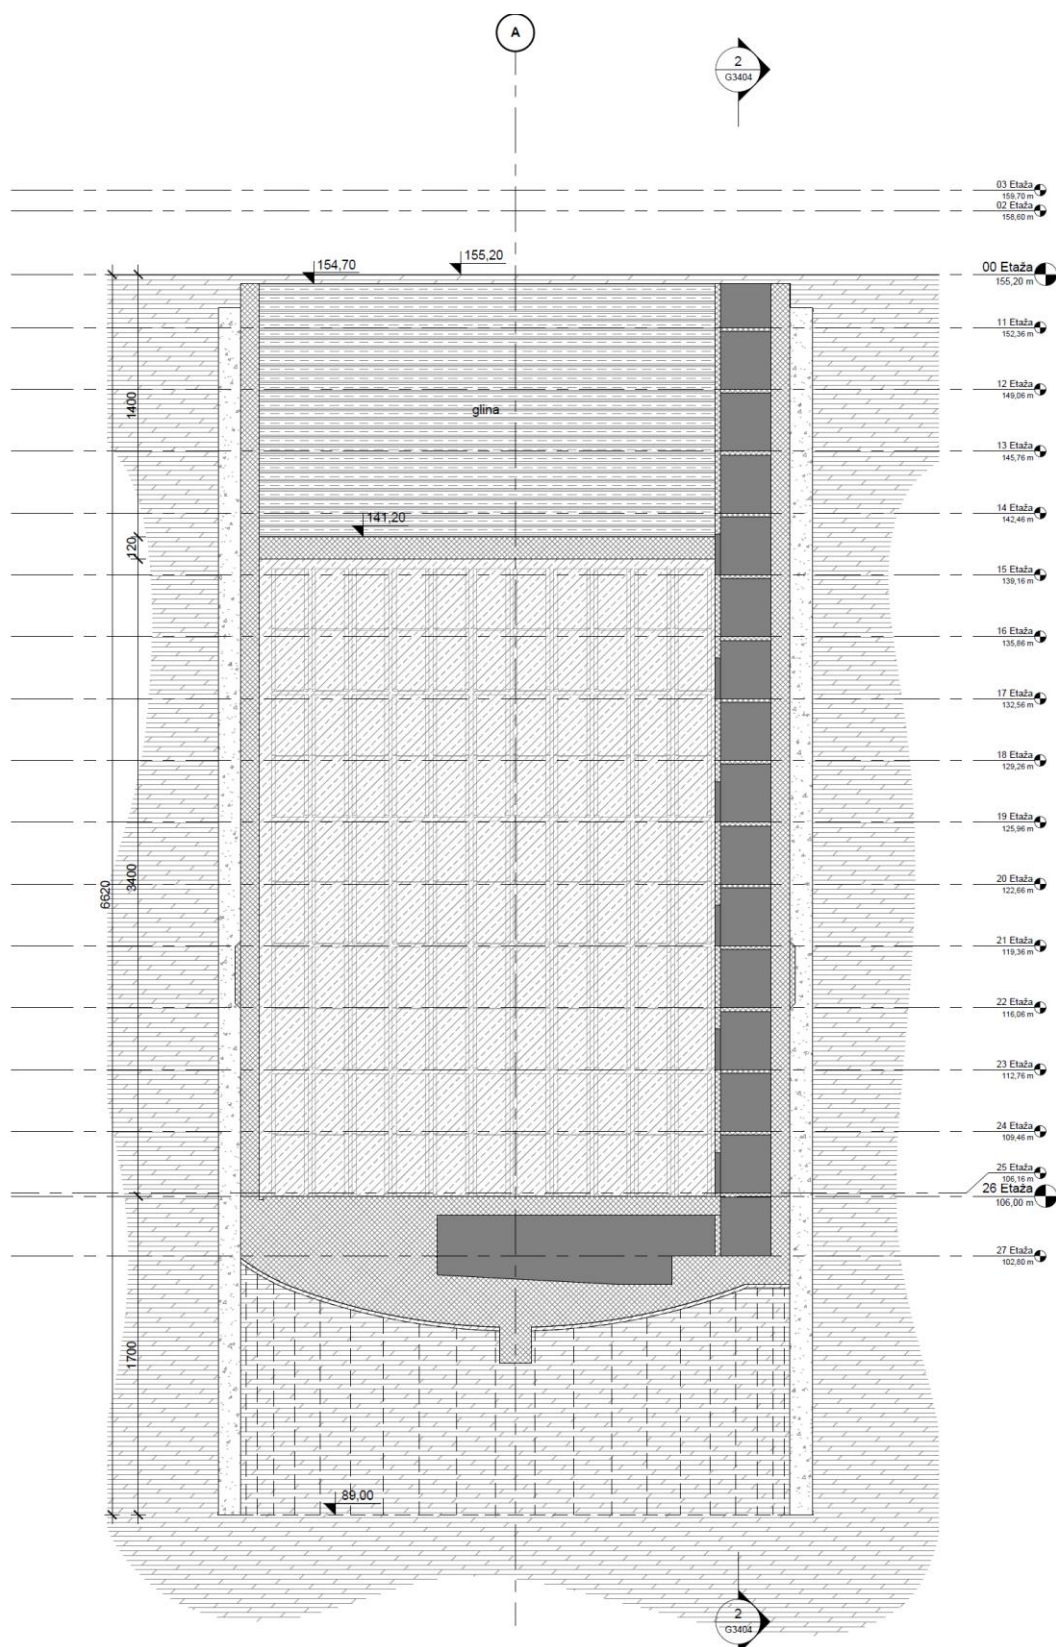 A
2
G3404
03 Etaža
159,70 m
02 Etaža
158,60 m
155,20
154,70
00 Etaža
155,20 m
11 Etaža
152,36 m
12 Etaža
149,06 m
1400
glina
13 Etaža
145,76 m
14 Etaža
142,46 m
141,20
120
15 Etaža
139,16 m
16 Etaža
135,86 m
17 Etaža
132,56 m
18 Etaža
129,26 m
19 Etaža
125,96 m
3400
6620
20 Etaža
122,66 m
21 Etaža
119,36 m
22 Etaža
116,06 m
23 Etaža
112,76 m
24 Etaža
109,46 m
25 Etaža
106,16 m
26 Etaža
106,00 m
27 Etaža
102,80 m
1700
89,00
2
G3404